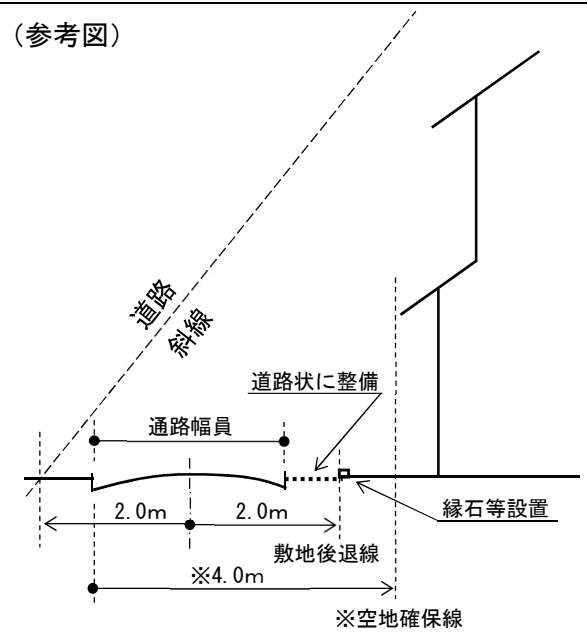 （参考図）
道路
斜線
道路状に整備
通路幅員
2.0m
2.0m
縁石等設置
敷地後退線
※4.0m
※空地確保線